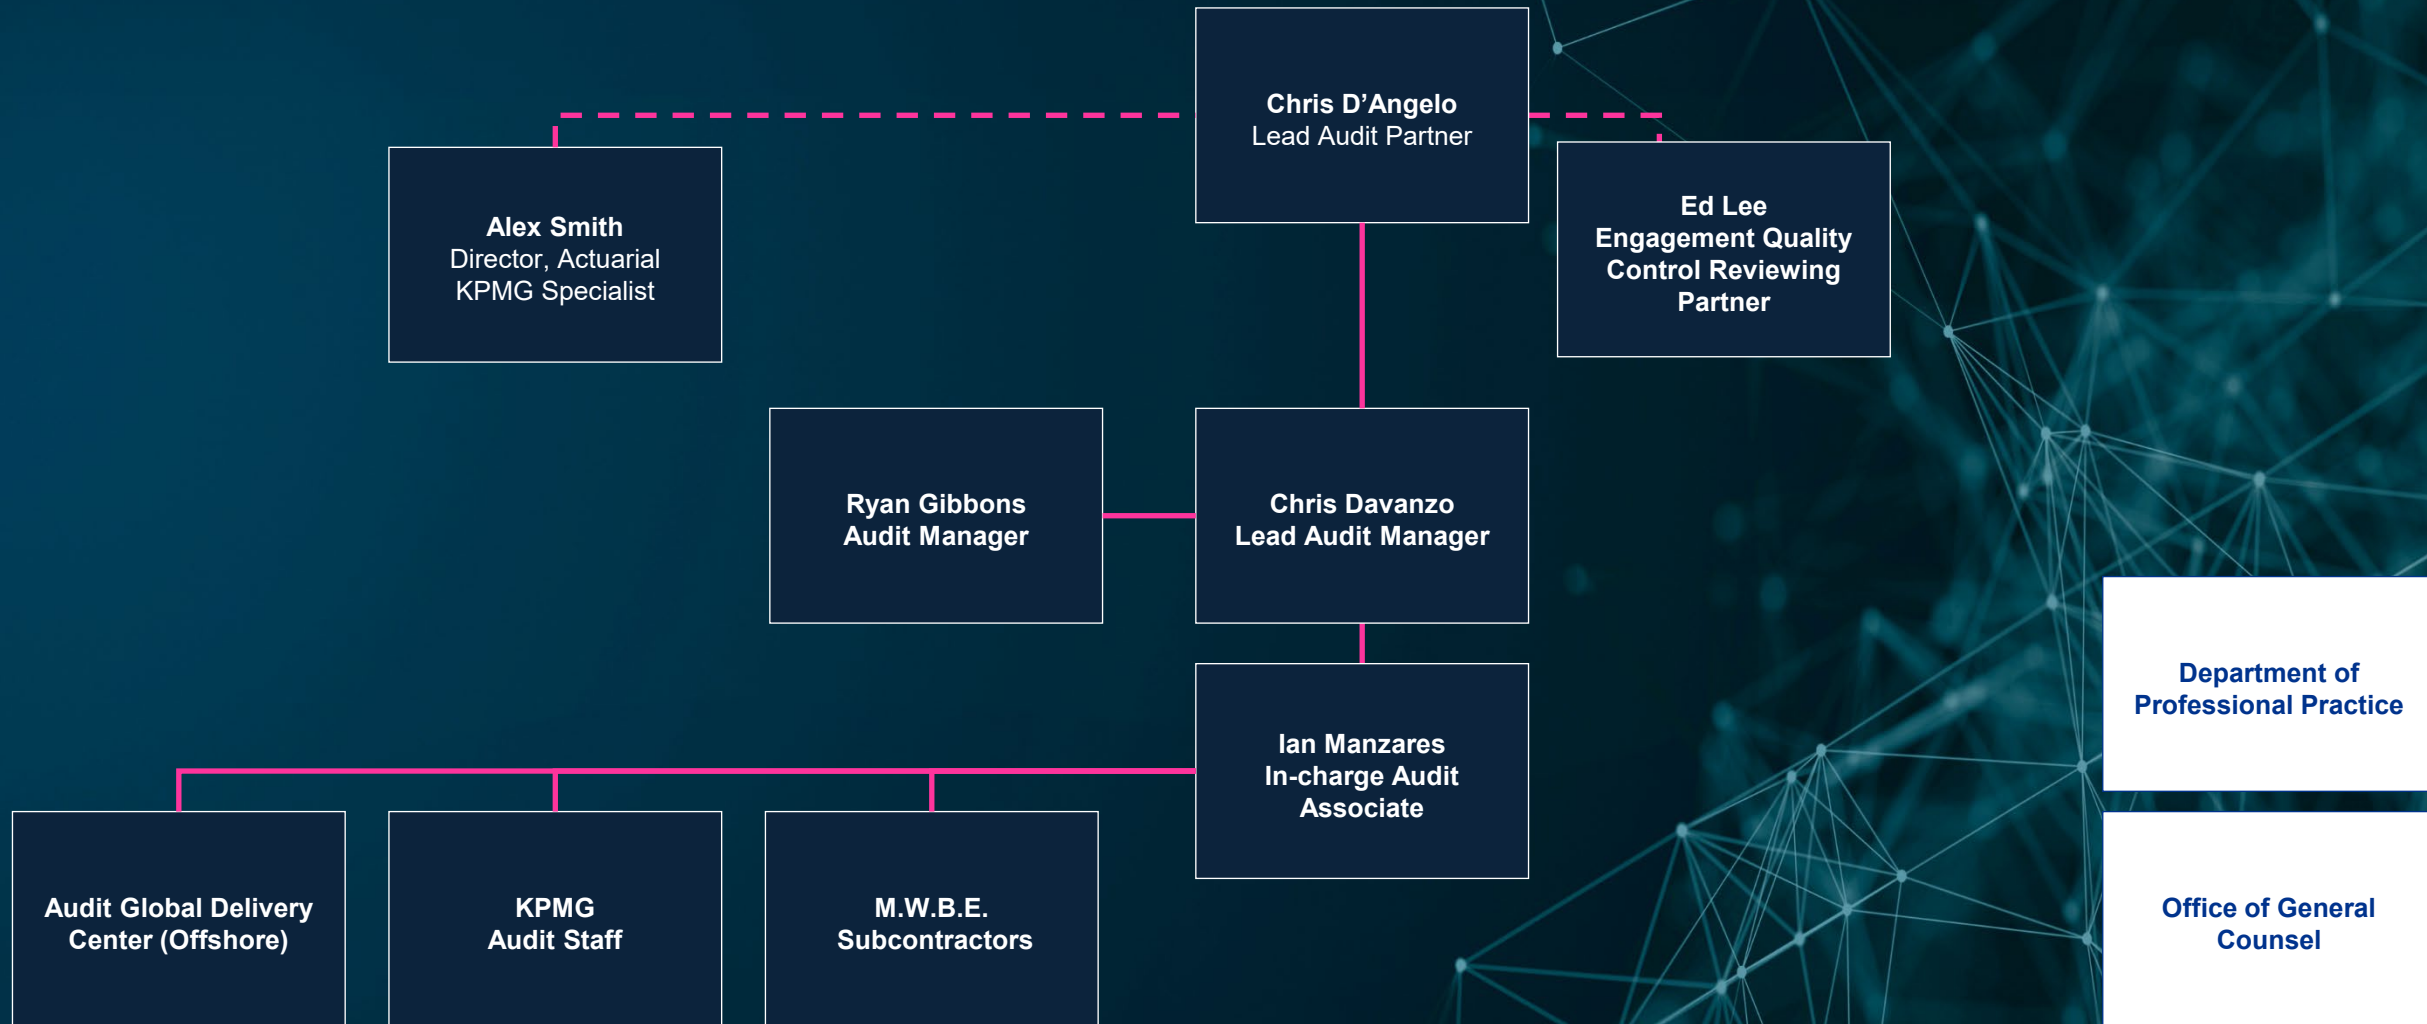 Chris D’Angelo
Lead Audit Partner
Alex Smith
Director, Actuarial
KPMG Specialist
Ed Lee
Engagement Quality
Control Reviewing
Partner
Ryan Gibbons
Audit Manager
Chris Davanzo
Lead Audit Manager
Department of
Professional Practice
Ian Manzares
In-charge Audit
Associate
Audit Global Delivery
Center (Offshore)
KPMG
Audit Staff
M.W.B.E.
Subcontractors
Office of General
Counsel